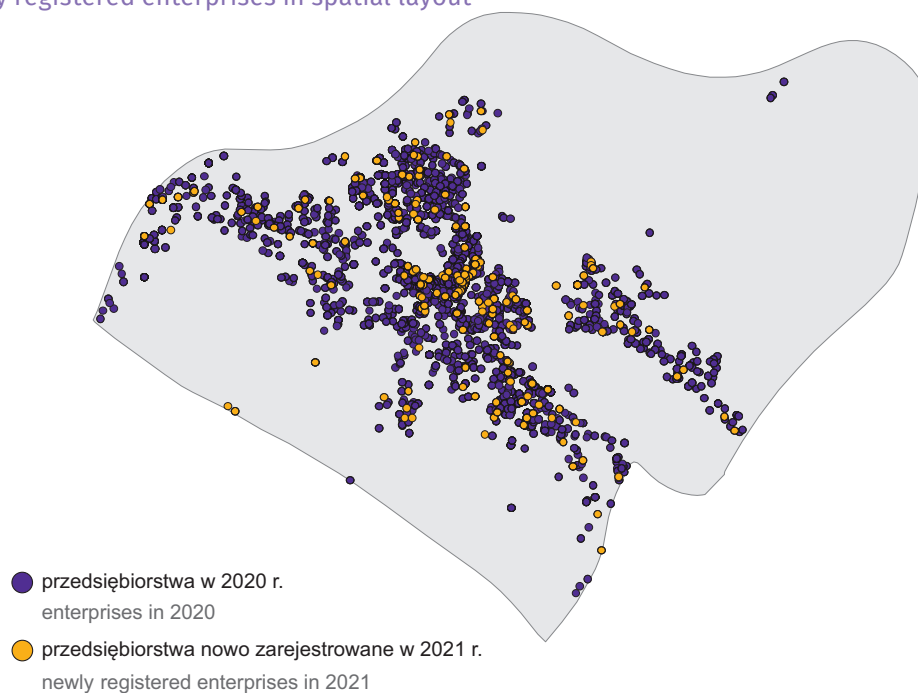 registered enterprises in spatial layout
przedsiębiorstwa w 2020 r.
enterprises in 2020
przedsiębiorstwa nowo zarejestrowane w 2021 r.
newly registered enterprises in 2021